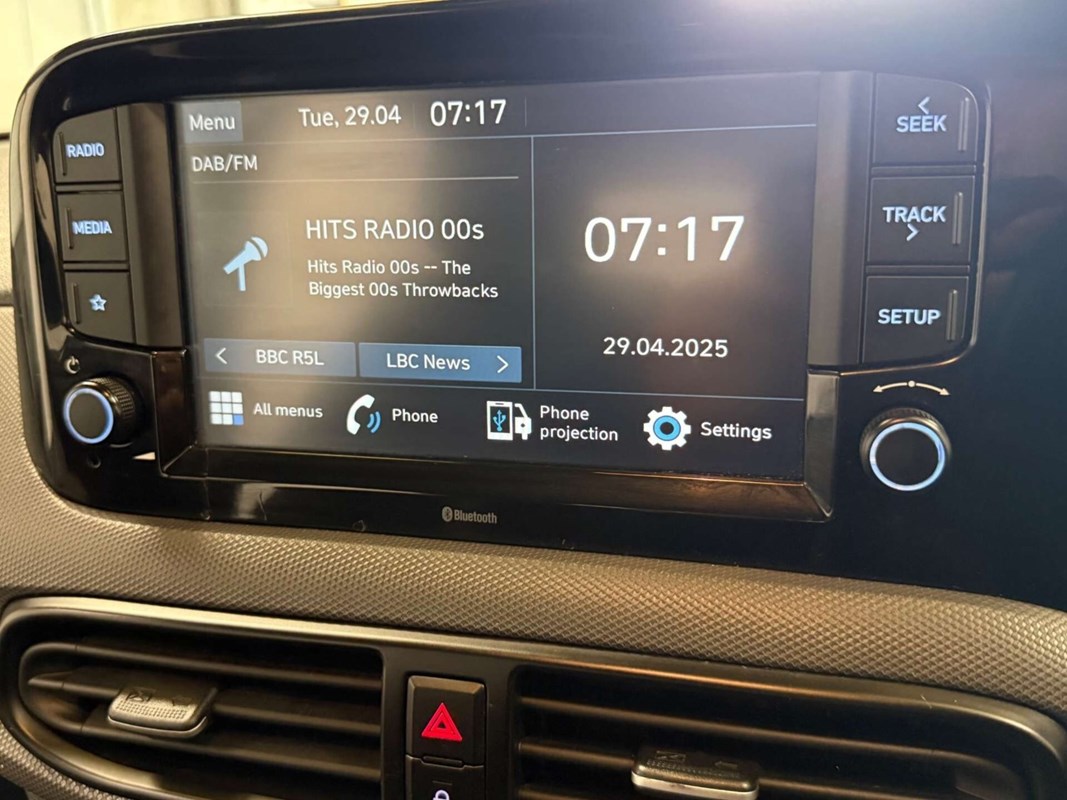 Menu
Tue, 29.04
07:17
RADIO
MEDIA
DAB/FM
HITS RADIO 00s
Hits Radio 00s -- The
Biggest 00s Throwbacks
< BBC R5L
LBC News >
07:17
29.04.2025
All menus
Phone
Phone
projection
Settings
<
SEEK
TRACK
>
SETUP
Bluetooth